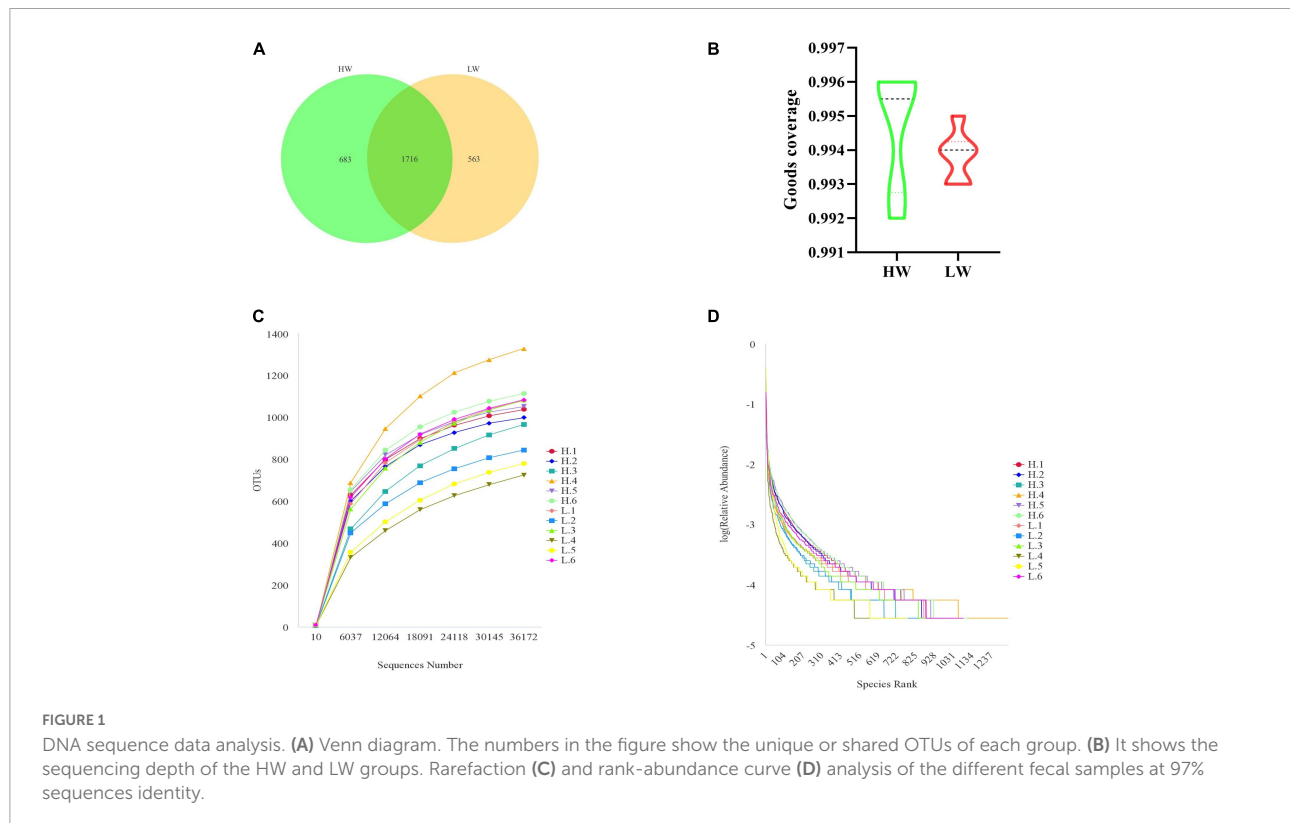 A
HW
LW
683
1716
563
B
0.997
0.996
0.995
0.994
0.993
0.992
0.991
Goods coverage
HW
LW
C
1400
1200
1000
800
600
400
200
0
OTUs
10
6037
12064
18091
24118
30145
36172
Sequences Number
H.1
H.2
H.3
H.4
H.5
H.6
L.1
L.2
L.3
L.4
L.5
L.6
D
0
-1
-2
-3
-4
-5
log(Relative Abundance)
1
104
207
310
413
516
619
722
825
928
1031
1134
1237
Species Rank
H.1
H.2
H.3
H.4
H.5
H.6
L.1
L.2
L.3
L.4
L.5
L.6
FIGURE 1
DNA sequence data analysis. (A) Venn diagram. The numbers in the figure show the unique or shared OTUs of each group. (B) It shows the
sequencing depth of the HW and LW groups. Rarefaction (C) and rank-abundance curve (D) analysis of the different fecal samples at 97%
sequences identity.